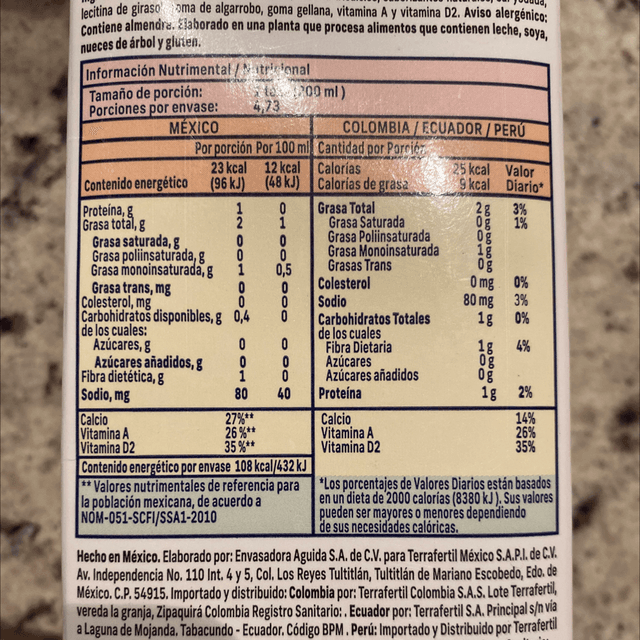 lecitina de giraso oma de algarrobo, goma gellana, vitamina A y vitamina D2. Aviso alergénico:
Contiene almendra. Elaborado en una planta que procesa alimentos que contienen leche, soya,
nueces de árbol y gluten.
Información Nutrimental / Nutricional
Tamaño de porción: (200 ml)
Porciones por envase: 4,73
MÉXICO
Por porción Por 100 ml
Contenido energético 23 kcal (96 kJ) 12 kcal (48 kJ)
Proteína, g 1 0
Grasa total, g 2 1
Grasa saturada, g 0 0
Grasa poliinsaturada, g 0 0
Grasa monoinsaturada, g 1 0,5
Grasa trans, mg 0 0
Colesterol, mg 0 0
Carbohidratos disponibles, g 0,4 0
de los cuales:
Azúcares, g 0 0
Azúcares añadidos, g 0 0
Fibra dietética, g 1 0
Sodio, mg 80 40
Calcio 27%**
Vitamina A 26%**
Vitamina D2 35%**
Contenido energético por envase 108 kcal/432 kJ
** Valores nutrimentales de referencia para
la población mexicana, de acuerdo a
NOM-051-SCFI/SSA1-2010
COLOMBIA / ECUADOR / PERÚ
Cantidad por Porción
Calorías 25 kcal Valor
Calorías de grasa 9 kcal Diario*
Grasa Total 2 g 3%
Grasa Saturada 0 g 1%
Grasa Poliinsaturada 0 g
Grasa Monoinsaturada 1 g
Grasas Trans 0 g
Colesterol 0 mg 0%
Sodio 80 mg 3%
Carbohidratos Totales 1 g 0%
de los cuales
Fibra Dietaria 1 g 4%
Azúcares 0 g
Azúcares añadidos 0 g
Proteína 1 g 2%
Calcio 14%
Vitamina A 26%
Vitamina D2 35%
*Los porcentajes de Valores Diarios están basados
en un dieta de 2000 calorías (8380 kJ). Sus valores
pueden ser mayores o menores dependiendo
de sus necesidades calóricas.
Hecho en México. Elaborado por: Envasadora Aguida S.A. de C.V. para Terrafertil México S.A.P.I. de C.V.
Av. Independencia No. 110 Int. 4 y 5, Col. Los Reyes Tultitlán, Tultitlán de Mariano Escobedo, Edo. de
México. C.P. 54915. Importado y distribuido: Colombia por: Terrafertil Colombia S.A.S. Lote Terrafertil,
vereda la granja, Zipaquirá Colombia Registro Sanitario: . Ecuador por: Terrafertil S.A. Principal s/n vía
a Laguna de Mojanda. Tabacundo - Ecuador. Código BPM . Perú: Importado y Distribuido por Terrafertil